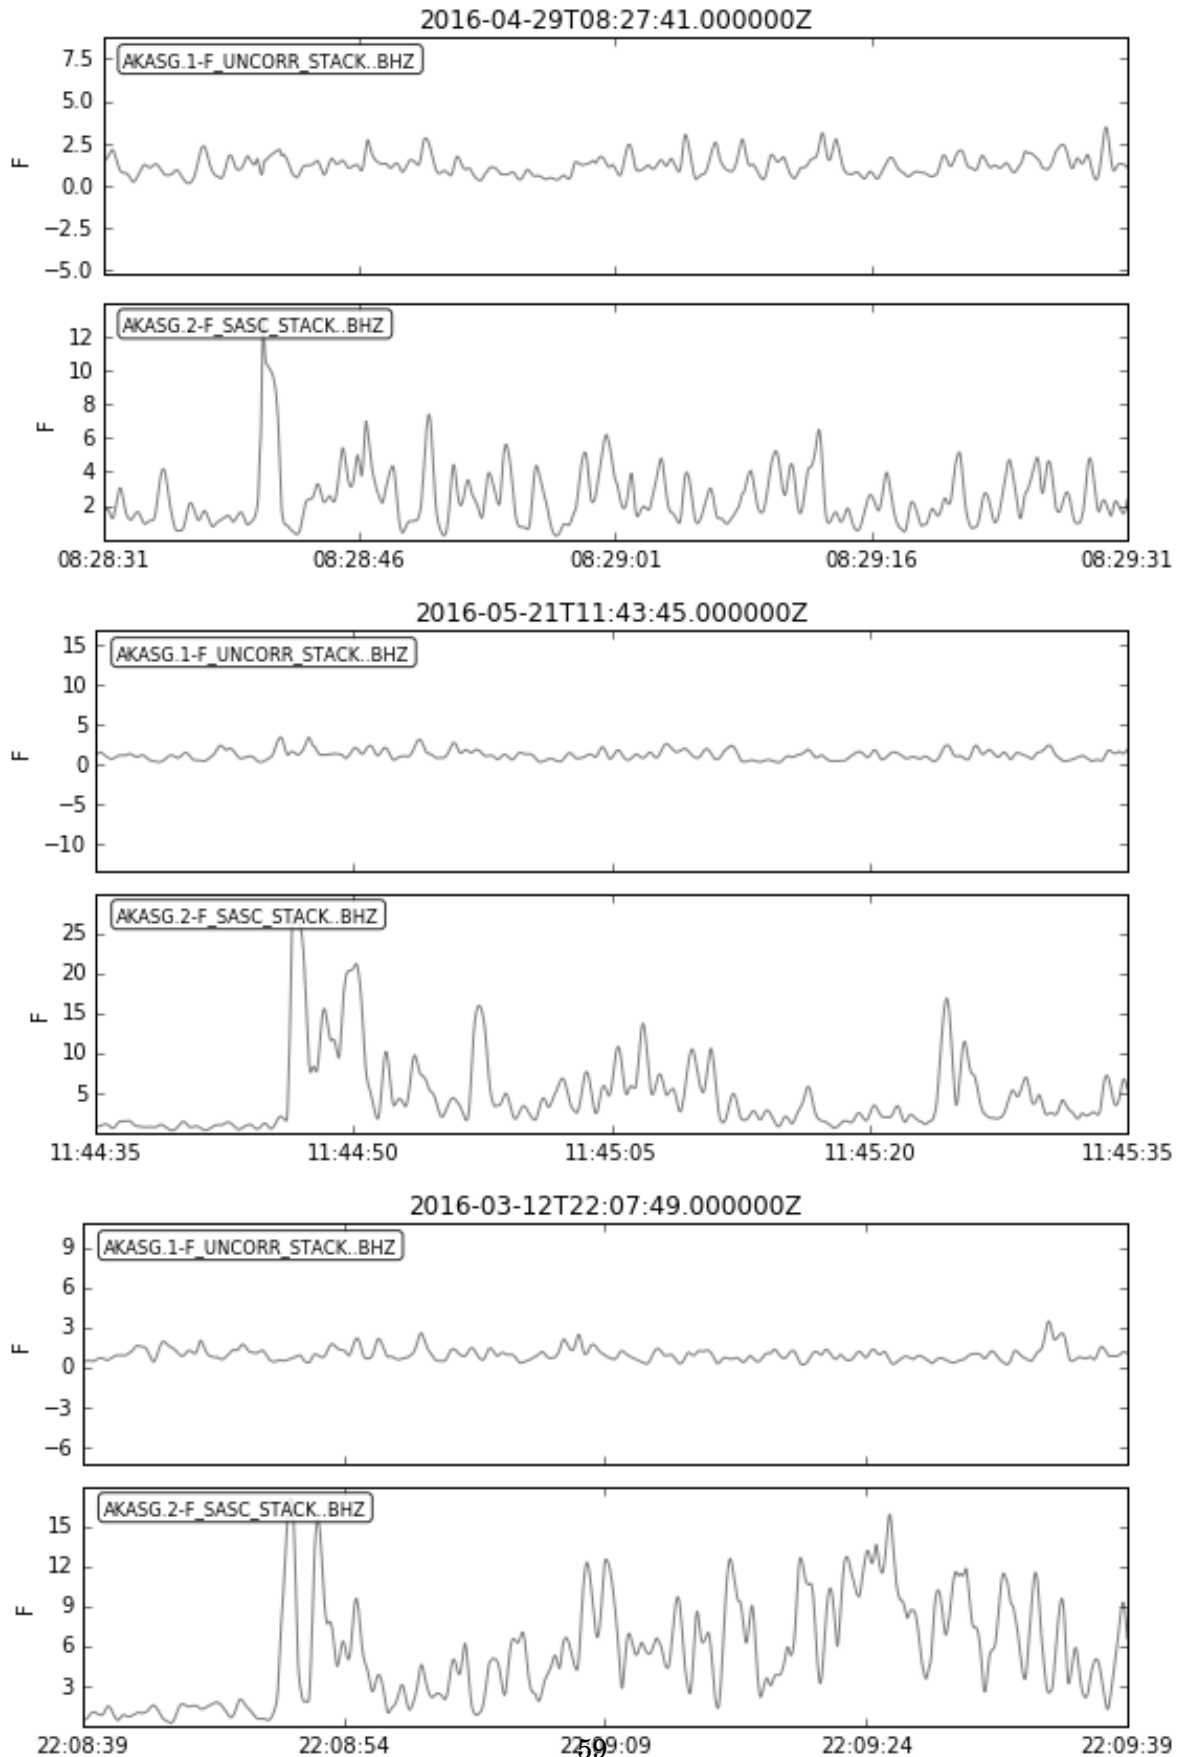 2016-04-29T08:27:41.000000Z
AKASG.1-F_UNCORR_STACK..BHZ
7.5
5.0
2.5
0.0
−2.5
−5.0
F
AKASG.2-F_SASC_STACK..BHZ
12
10
8
6
4
2
F
08:28:31 08:28:46 08:29:01 08:29:16 08:29:31
2016-05-21T11:43:45.000000Z
AKASG.1-F_UNCORR_STACK..BHZ
15
10
5
0
−5
−10
F
AKASG.2-F_SASC_STACK..BHZ
25
20
15
10
5
F
11:44:35 11:44:50 11:45:05 11:45:20 11:45:35
2016-03-12T22:07:49.000000Z
AKASG.1-F_UNCORR_STACK..BHZ
9
6
3
0
−3
−6
F
AKASG.2-F_SASC_STACK..BHZ
15
12
9
6
3
F
22:08:39 22:08:54 22:09:09 22:09:24 22:09:39
59